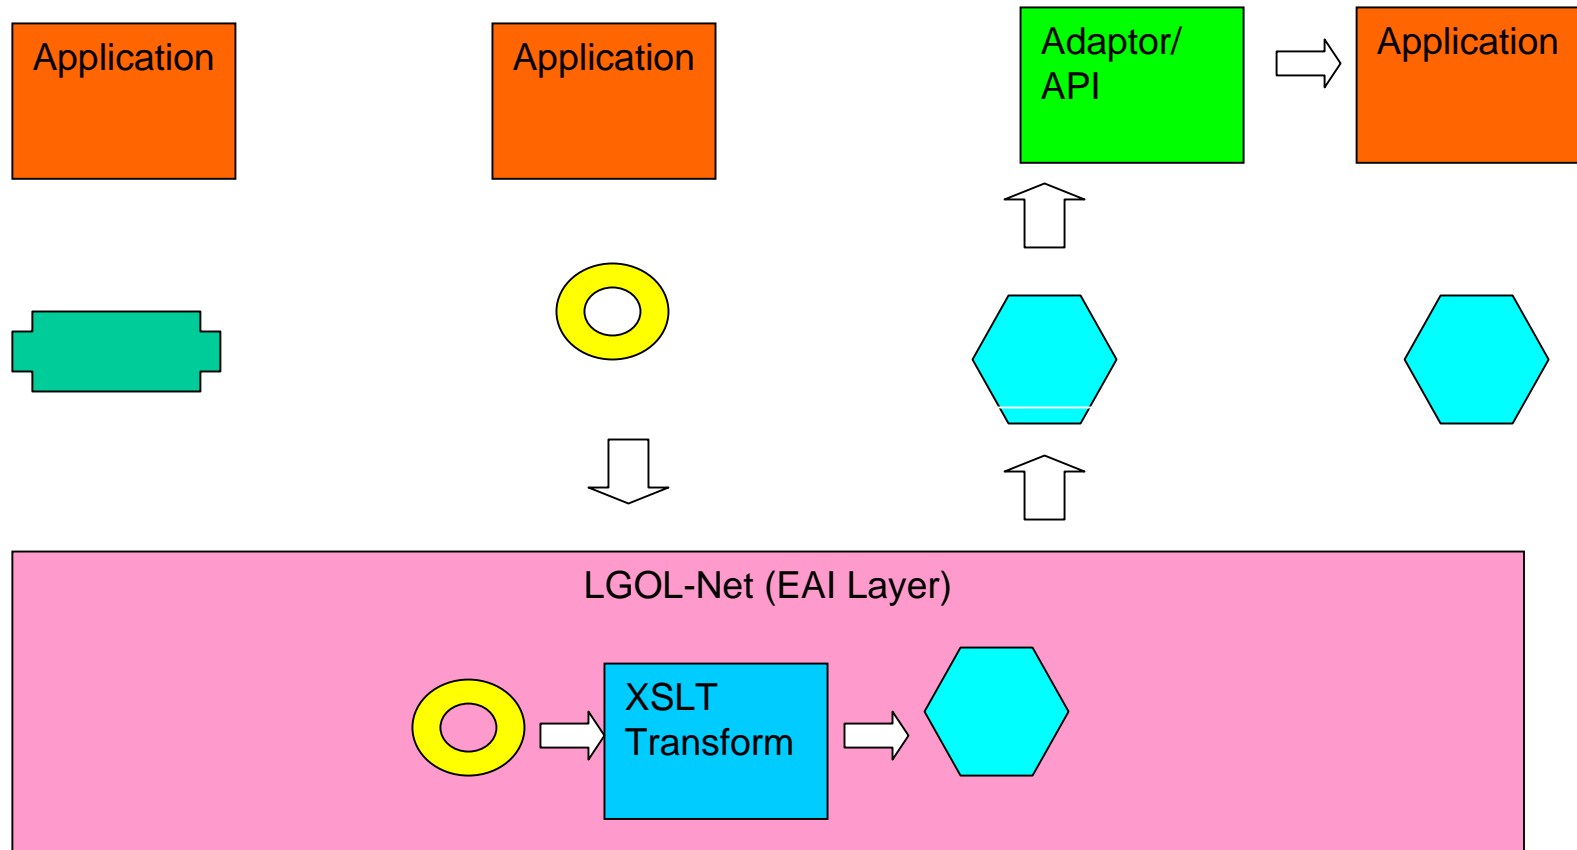 Application
Application
Adaptor/
API
Application
LGOL-Net (EAI Layer)
XSLT
Transform